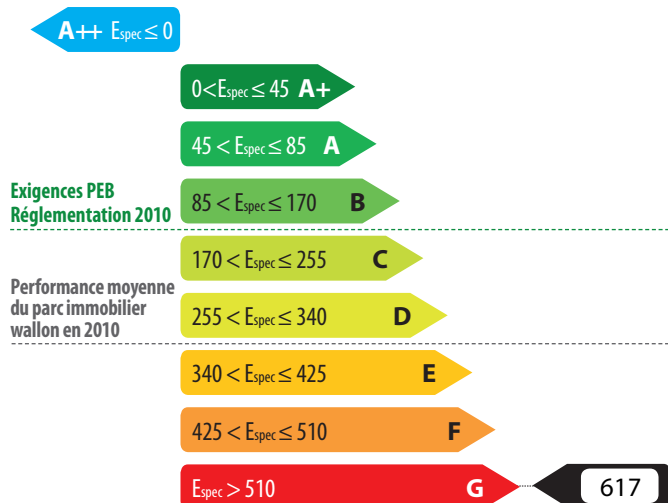 A++ Espec ≤ 0
0<Espec ≤ 45 A+
45 < Espec ≤ 85 A
Exigences PEB
Réglementation 2010
85 < Espec ≤ 170 B
170 < Espec ≤ 255 C
Performance moyenne
du parc immobilier
wallon en 2010
255 < Espec ≤ 340 D
340 < Espec ≤ 425 E
425 < Espec ≤ 510 F
Espec > 510 G
617